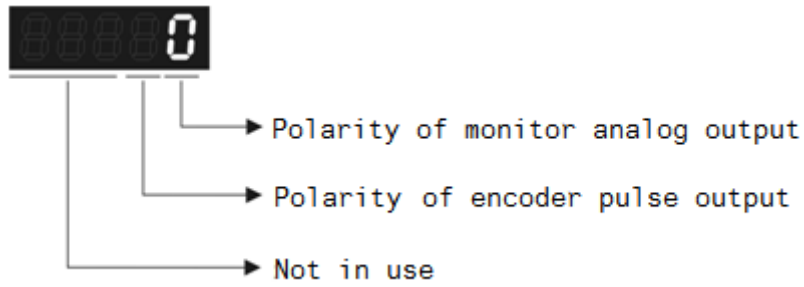 0
Polarity of monitor analog output
Polarity of encoder pulse output
Not in use